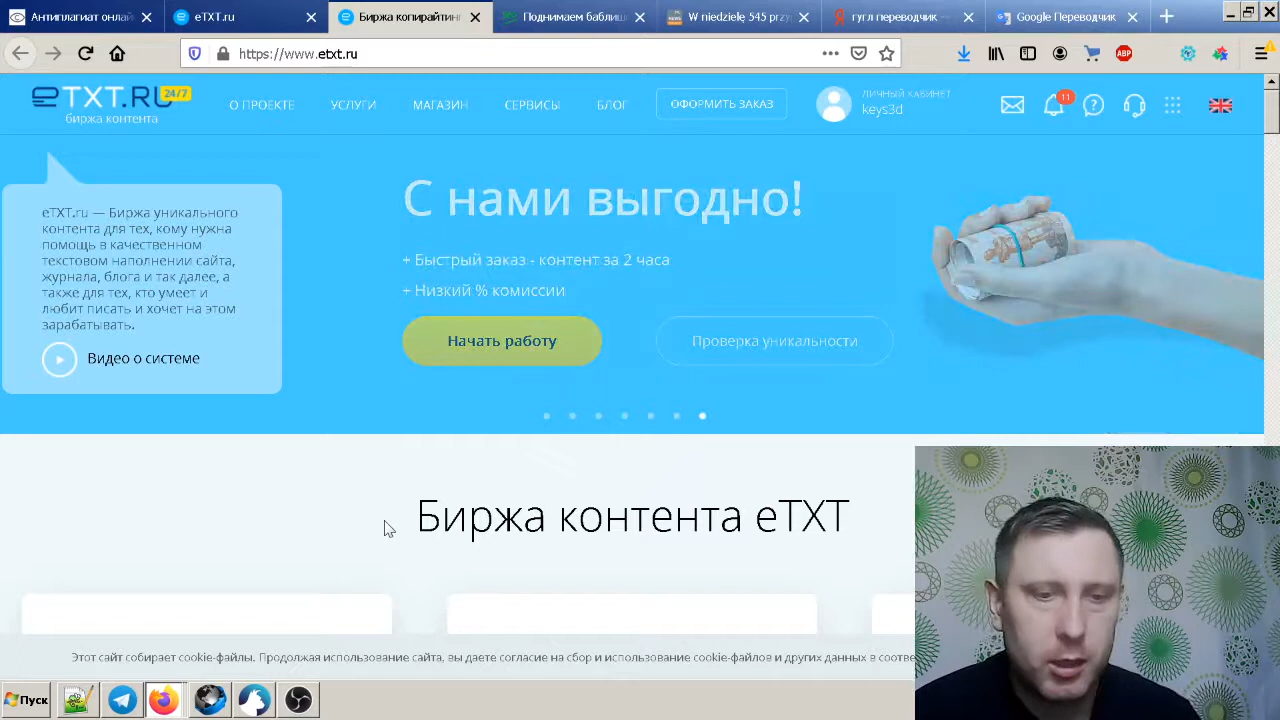 Антиплагиат онлай
eTXT.ru
Биржа копирайтин
Поднимаем баблиш
W niedzielę 545 przy
гугл переводчик —
Google Переводчик
https://www.etxt.ru
ABP
eTXT.RU 24/7
биржа контента
О ПРОЕКТЕ
УСЛУГИ
МАГАЗИН
СЕРВИСЫ
БЛОГ
ОФОРМИТЬ ЗАКАЗ
ЛИЧНЫЙ КАБИНЕТ
keys3d
11
С нами выгодно!
+ Быстрый заказ - контент за 2 часа
+ Низкий % комиссии
Начать работу
Проверка уникальности
eTXT.ru — Биржа уникального
контента для тех, кому нужна
помощь в качественном
текстовом наполнении сайта,
журнала, блога и так далее, а
также для тех, кто умеет и
любит писать и хочет на этом
зарабатывать.
Видео о системе
Биржа контента eTXT
Этот сайт собирает cookie-файлы. Продолжая использование сайта, вы даете согласие на сбор и использование cookie-файлов и других данных в соотве
Пуск